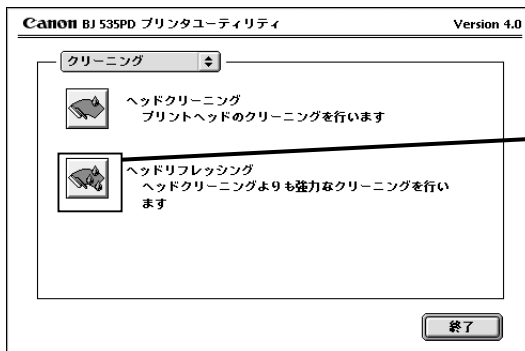 Canon BJ 535PD プリンタユーティリティ
Version 4.0
クリーニング
ヘッドクリーニング
プリントヘッドのクリーニングを行います
ヘッドリフレッシング
ヘッドクリーニングよりも強力なクリーニングを行い
ます
終了